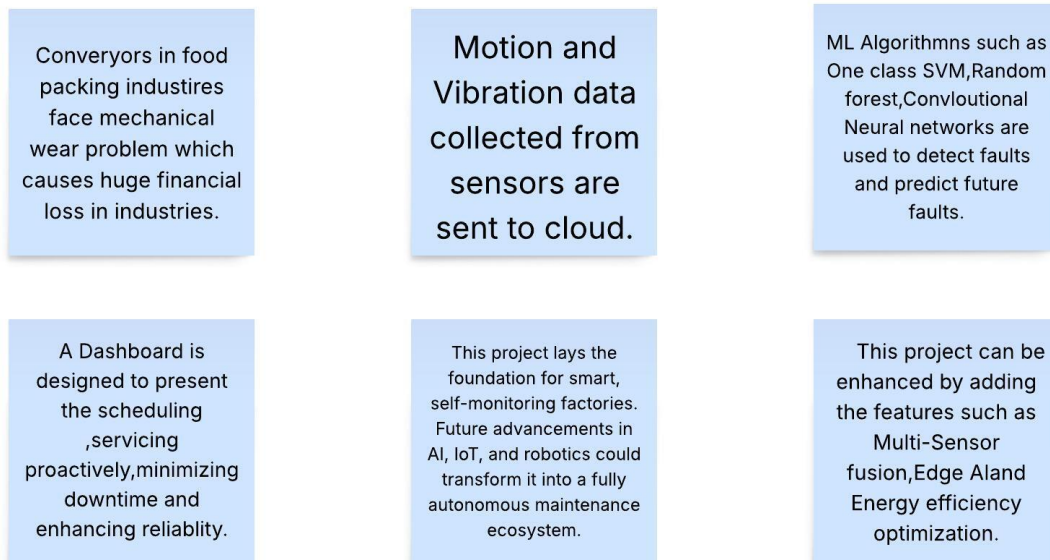 Converyors in food
packing industires
face mechanical
wear problem which
causes huge financial
loss in industries.
Motion and
Vibration data
collected from
sensors are
sent to cloud.
ML Algorithmns such as
One class SVM,Random
forest,Convloutional
Neural networks are
used to detect faults
and predict future
faults.
A Dashboard is
designed to present
the scheduling
,servicing
proactively,minimizing
downtime and
enhancing reliablity.
This project lays the
foundation for smart,
self-monitoring factories.
Future advancements in
AI, IoT, and robotics could
transform it into a fully
autonomous maintenance
ecosystem.
This project can be
enhanced by adding
the features such as
Multi-Sensor
fusion,Edge AIand
Energy efficiency
optimization.